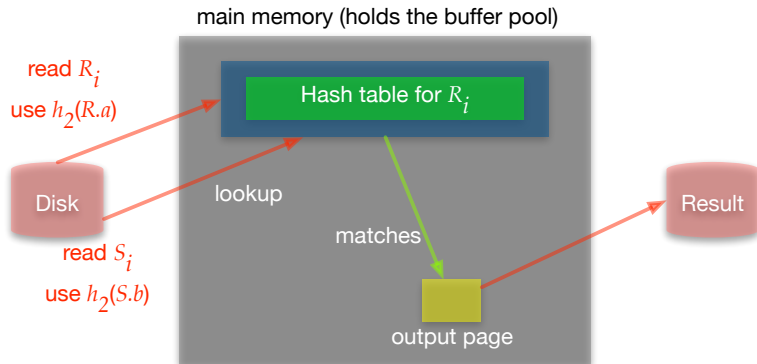 main memory (holds the buffer pool)
read Rᵢ
use h₂(R.a)
Hash table for Rᵢ
Disk
lookup
Result
matches
read Sᵢ
use h₂(S.b)
output page